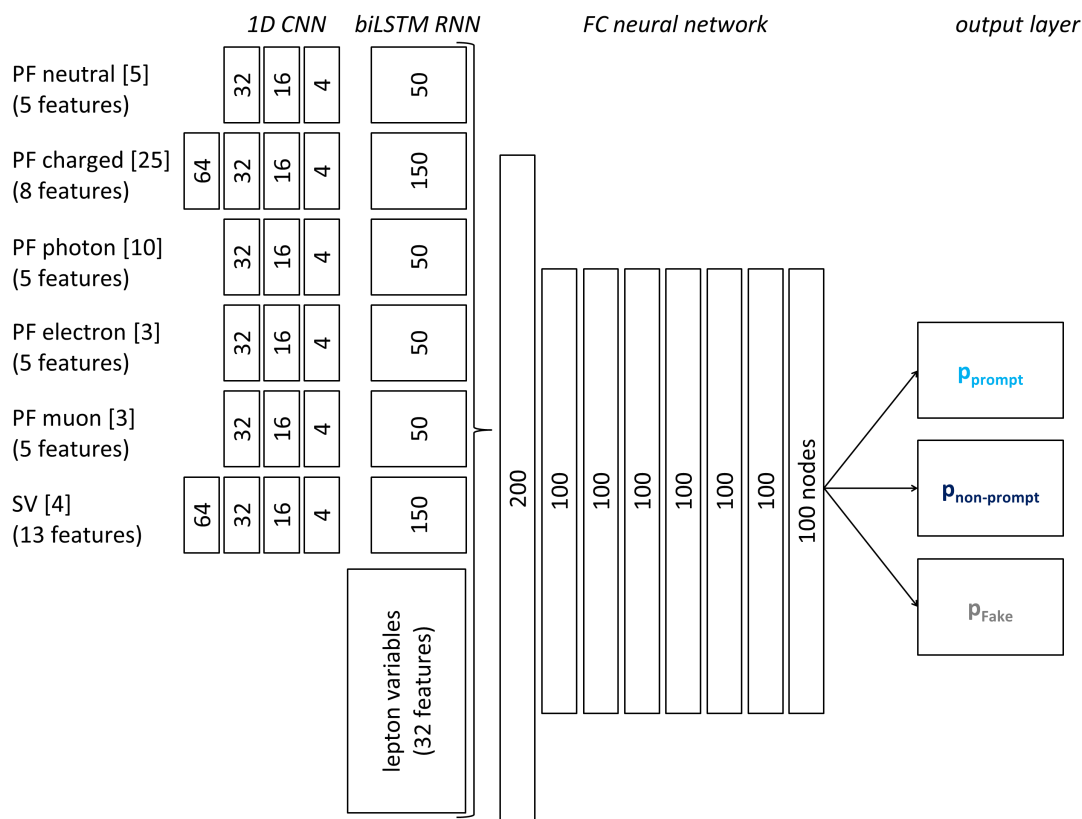 1D CNN
biLSTM RNN
FC neural network
output layer
PF neutral [5]
(5 features)
32
16
4
50
PF charged [25]
(8 features)
64
32
16
4
150
PF photon [10]
(5 features)
32
16
4
50
PF electron [3]
(5 features)
32
16
4
50
PF muon [3]
(5 features)
32
16
4
50
SV [4]
(13 features)
64
32
16
4
150
lepton variables
(32 features)
200
100
100
100
100
100
100
100 nodes
p_prompt
p_non-prompt
p_Fake